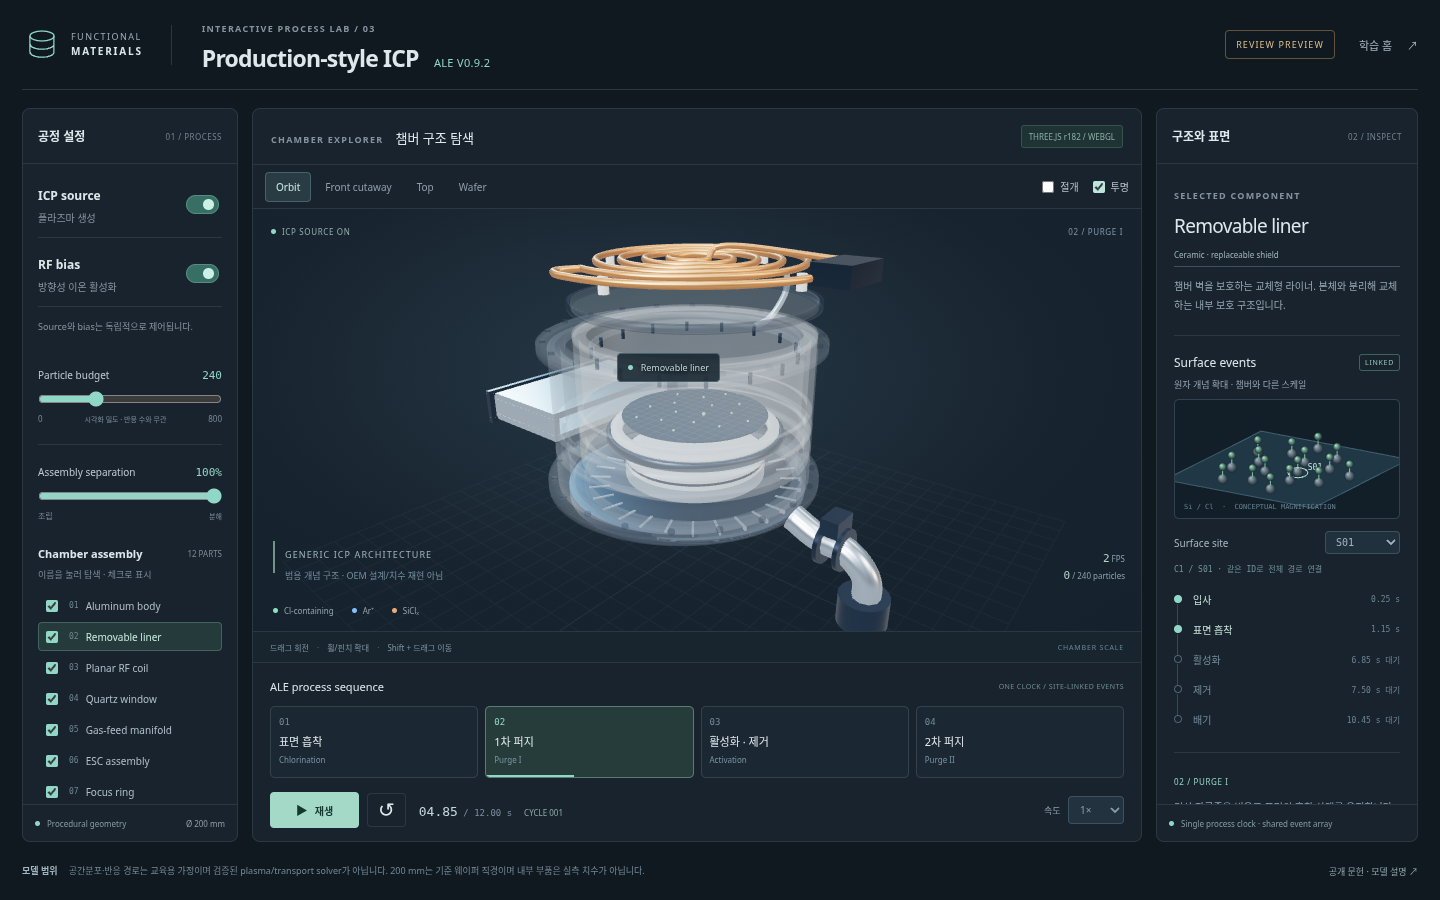 FUNCTIONAL
MATERIALS
INTERACTIVE PROCESS LAB / 03
Production-style ICP ALE V0.9.2
REVIEW PREVIEW
학습 홈 ↗
공정 설정 01 / PROCESS
ICP source
플라즈마 생성
RF bias
방향성 이온 활성화
Source와 bias는 독립적으로 제어됩니다.
Particle budget 240
0 시각화 밀도 · 반응 수와 무관 800
Assembly separation 100%
조립 분해
Chamber assembly 12 PARTS
이름을 눌러 탐색 · 체크로 표시
01 Aluminum body
02 Removable liner
03 Planar RF coil
04 Quartz window
05 Gas-feed manifold
06 ESC assembly
07 Focus ring
Procedural geometry Ø 200 mm
CHAMBER EXPLORER 챔버 구조 탐색
THREE.JS r182 / WEBGL
Orbit Front cutaway Top Wafer
절개 투명
ICP SOURCE ON
02 / PURGE I
Removable liner
GENERIC ICP ARCHITECTURE
범용 개념 구조 · OEM 설계/치수 재현 아님
2 FPS
0 / 240 particles
Cl-containing Ar⁺ SiClₓ
드래그 회전 · 휠/핀치 확대 · Shift + 드래그 이동
CHAMBER SCALE
ALE process sequence
ONE CLOCK / SITE-LINKED EVENTS
01
표면 흡착
Chlorination
02
1차 퍼지
Purge I
03
활성화 · 제거
Activation
04
2차 퍼지
Purge II
▶ 재생
↺
04.85 / 12.00 s CYCLE 001
속도 1×
구조와 표면 02 / INSPECT
SELECTED COMPONENT
Removable liner
Ceramic · replaceable shield
챔버 벽을 보호하는 교체형 라이너. 본체와 분리해 교체
하는 내부 보호 구조입니다.
Surface events LINKED
원자 개념 확대 · 챔버와 다른 스케일
S01
Si / Cl · CONCEPTUAL MAGNIFICATION
Surface site S01
C1 / S01 · 같은 ID로 전체 경로 연결
입사 0.25 s
표면 흡착 1.15 s
활성화 6.85 s 대기
제거 7.50 s 대기
배기 10.45 s 대기
02 / PURGE I
Single process clock · shared event array
모델 범위 공간분포·반응 경로는 교육용 가정이며 검증된 plasma/transport solver가 아닙니다. 200 mm는 기준 웨이퍼 직경이며 내부 부품은 실측 치수가 아닙니다.
공개 문헌 · 모델 설명 ↗